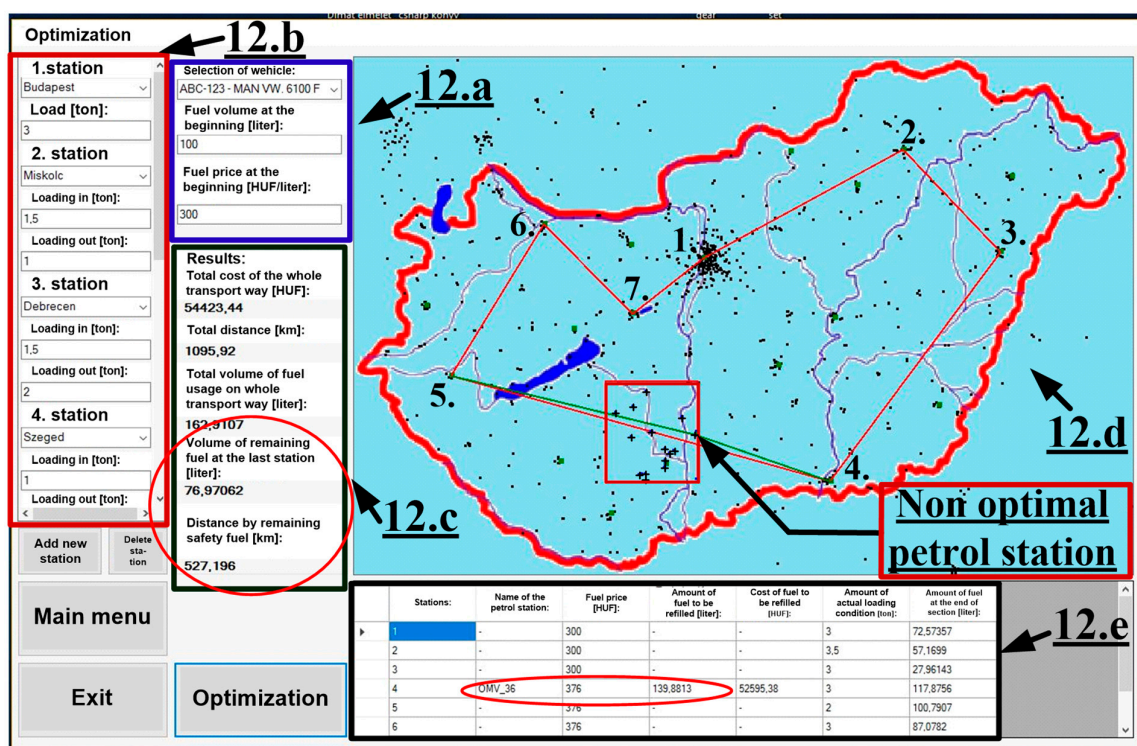 Dimat elmelet csharp konyv gear set
Optimization
12.b
1.station
Budapest
Load [ton]:
3
2. station
Miskolc
Loading in [ton]:
1,5
Loading out [ton]:
1
3. station
Debrecen
Loading in [ton]:
1,5
Loading out [ton]:
2
4. station
Szeged
Loading in [ton]:
1
Loading out [ton]:
Add new
station
Delete
sta-
tion
Main menu
Exit
Optimization
Selection of wehicle:
ABC-123 - MAN VW. 6100 F
Fuel volume at the
beginning [liter]:
100
Fuel price at the
beginning [HUF/liter]:
300
12.a
Results:
Total cost of the whole
transport way [HUF]:
54423,44
Total distance [km]:
1095,92
Total volume of fuel
usage on whole
transport way [liter]:
162,9107
Volume of remaining
fuel at the last station
[liter]:
76,97062
Distance by remaining
safety fuel [km]:
527,196
12.c
1.
2.
3.
4.
5.
6.
7.
12.d
Non optimal
petrol station
12.e
Stations: Name of the petrol station: Fuel price [HUF]: Amount of fuel to be refilled [liter]: Cost of fuel to be refilled [HUF]: Amount of actual loading condition [ton]: Amount of fuel at the end of section [liter]:
1 - 300 - - 3 72,57357
2 - 300 - - 3,5 57,1699
3 - 300 - - 3 27,96143
4 OMV_36 376 139,8813 52595,38 3 117,8756
5 - 376 - - 2 100,7907
6 - 376 - - 3 87,0782